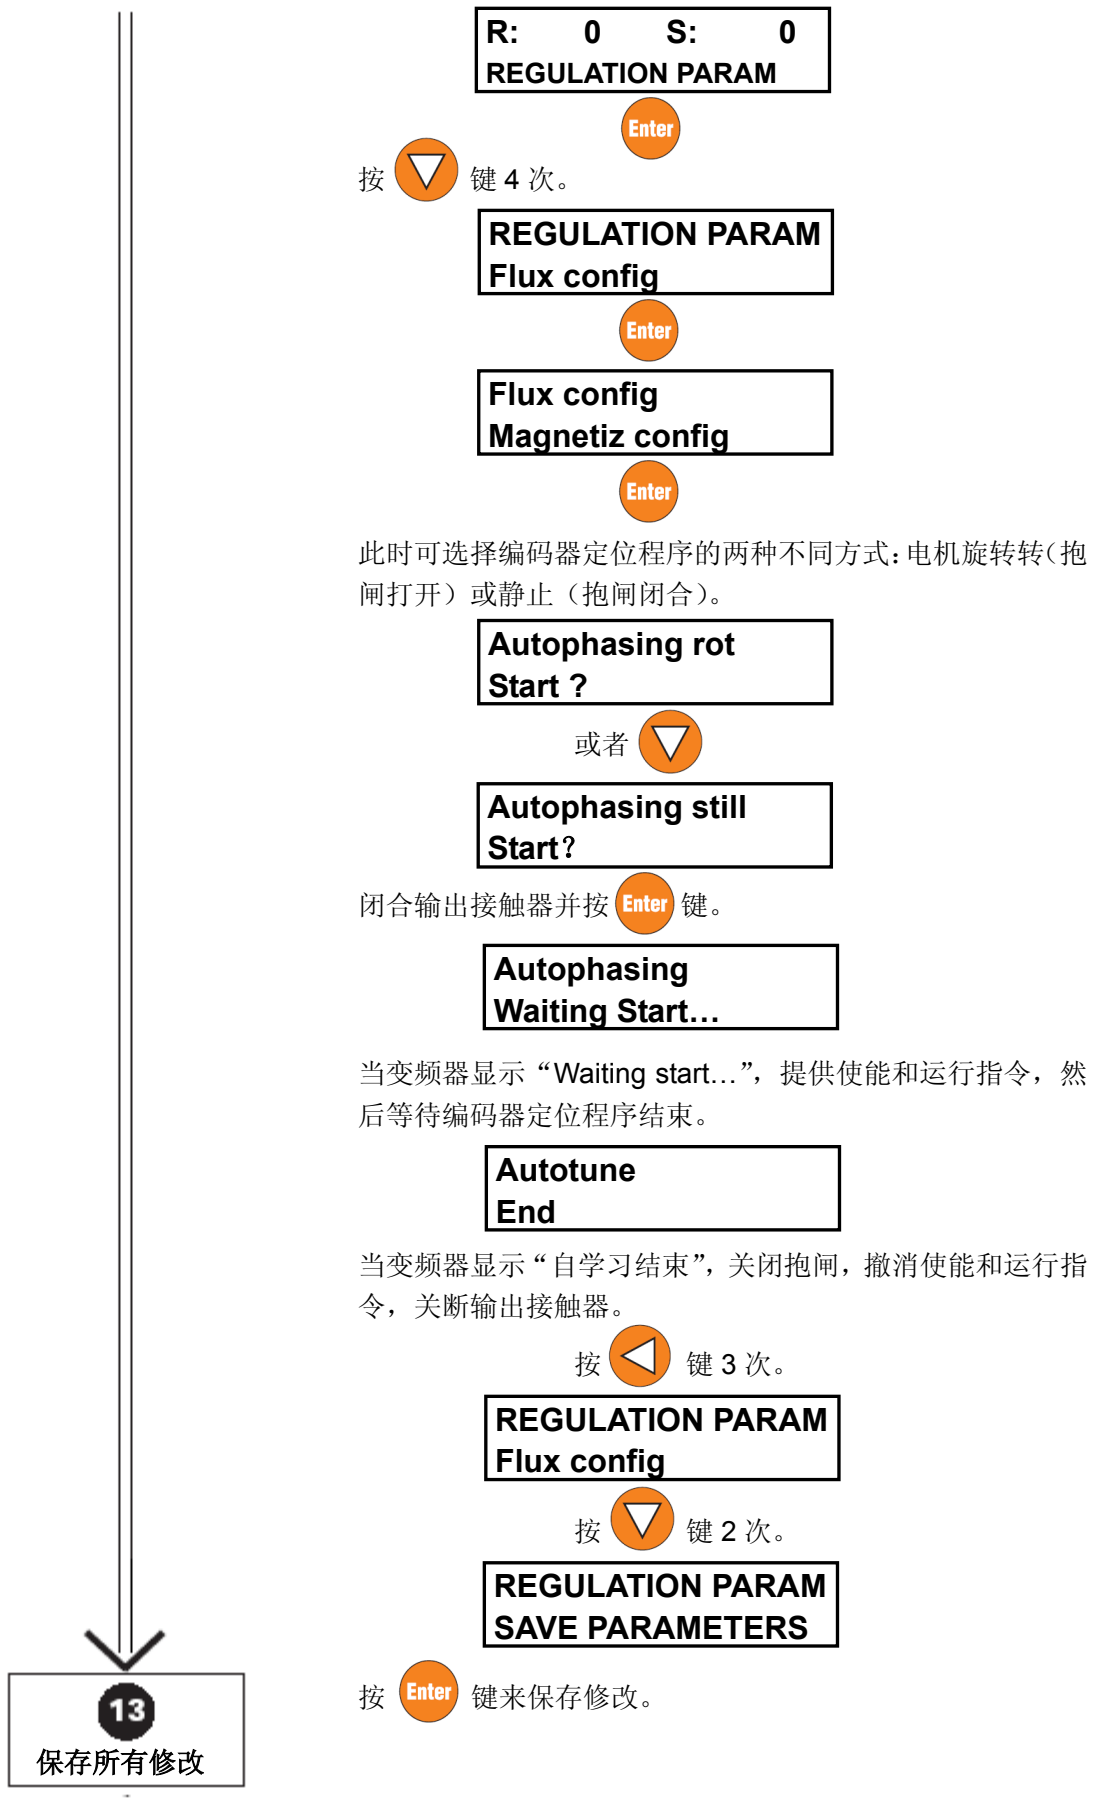 R: 0 S: 0
REGULATION PARAM
Enter
按 键 4 次。
REGULATION PARAM
Flux config
Enter
Flux config
Magnetiz config
Enter
此时可选择编码器定位程序的两种不同方式：电机旋转转（抱
闸打开）或静止（抱闸闭合）。
Autophasing rot
Start ?
或者
Autophasing still
Start？
闭合输出接触器并按 Enter 键。
Autophasing
Waiting Start…
当变频器显示“Waiting start…”，提供使能和运行指令，然
后等待编码器定位程序结束。
Autotune
End
当变频器显示“自学习结束”，关闭抱闸，撤消使能和运行指
令，关断输出接触器。
按 键 3 次。
REGULATION PARAM
Flux config
按 键 2 次。
REGULATION PARAM
SAVE PARAMETERS
按 Enter 键来保存修改。
13
保存所有修改